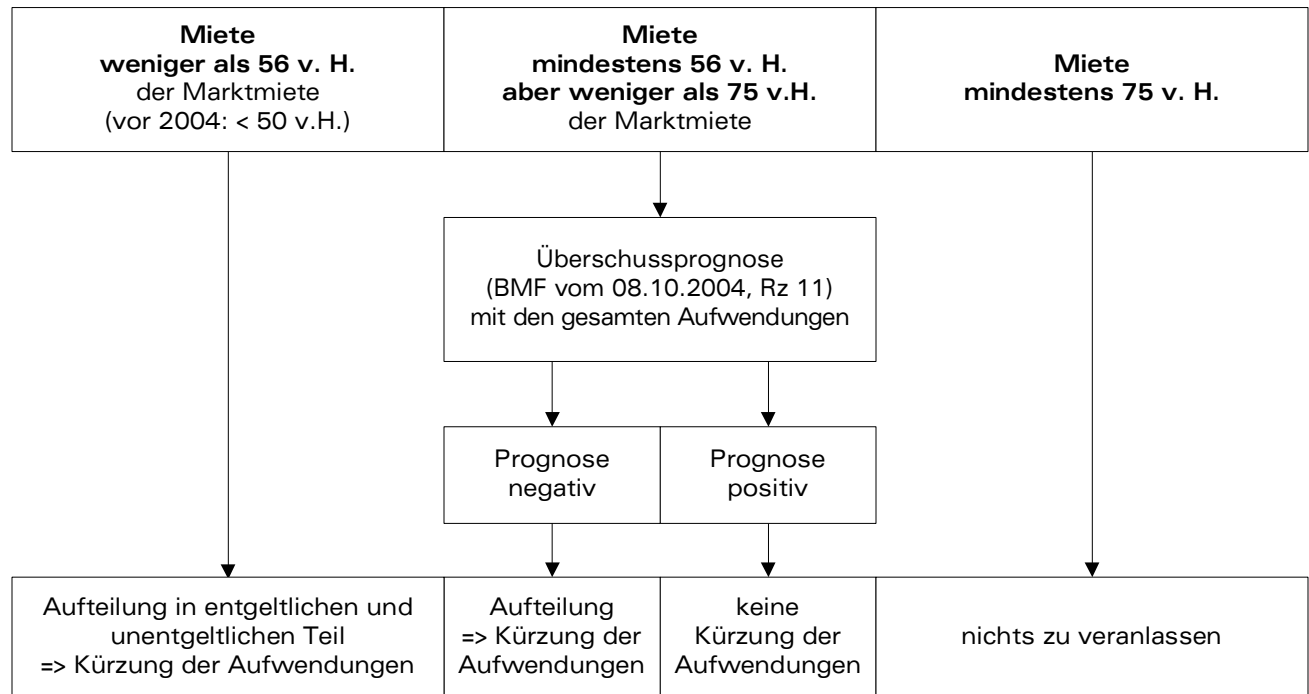 Miete
weniger als 56 v. H.
der Marktmiete
(vor 2004: < 50 v.H.)
Miete
mindestens 56 v. H.
aber weniger als 75 v.H.
der Marktmiete
Miete
mindestens 75 v. H.
Überschussprognose
(BMF vom 08.10.2004, Rz 11)
mit den gesamten Aufwendungen
Prognose
negativ
Prognose
positiv
Aufteilung in entgeltlichen und
unentgeltlichen Teil
=> Kürzung der Aufwendungen
Aufteilung
=> Kürzung der
Aufwendungen
keine
Kürzung der
Aufwendungen
nichts zu veranlassen